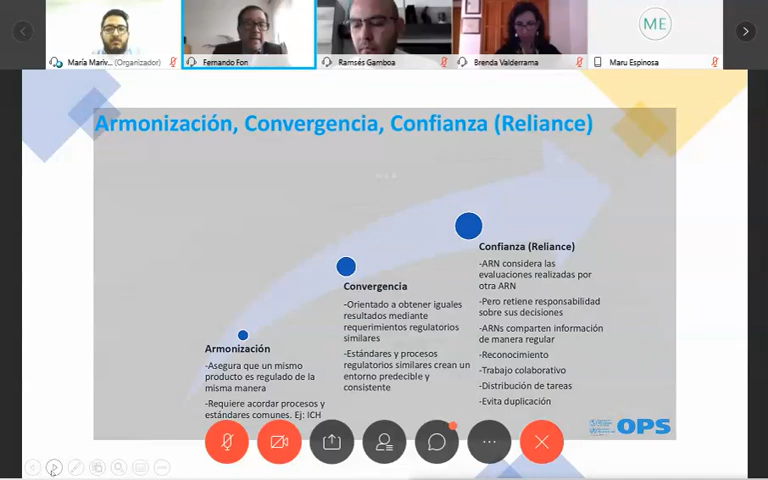 ME
María Mariv... (Organizador)
Fernando Fon
Ramsés Gamboa
Brenda Valderrama
Maru Espinosa
Armonización, Convergencia, Confianza (Reliance)
Armonización
-Asegura que un mismo
producto es regulado de la
misma manera
-Requiere acordar procesos y
estándares comunes. Ej: ICH
Convergencia
-Orientado a obtener iguales
resultados mediante
requerimientos regulatorios
similares
-Estándares y procesos
regulatorios similares crean un
entorno predecible y
consistente
Confianza (Reliance)
-ARN considera las
evaluaciones realizadas por
otra ARN
-Pero retiene responsabilidad
sobre sus decisiones
-ARNs comparten información
de manera regular
-Reconocimiento
-Trabajo colaborativo
-Distribución de tareas
-Evita duplicación
OPS